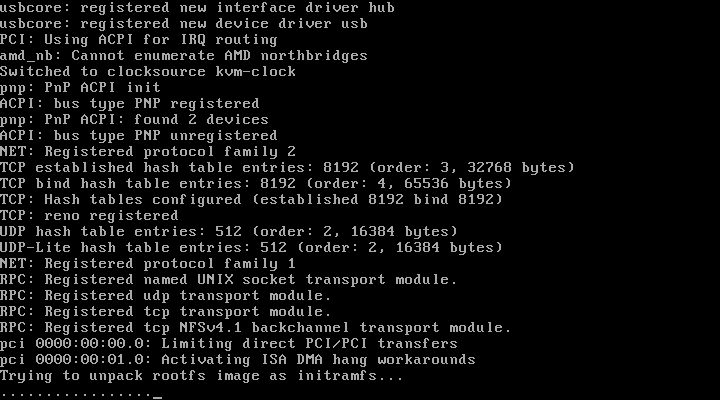 usbcore: registered new interface driver hub
usbcore: registered new device driver usb
PCI: Using ACPI for IRQ routing
amd_nb: Cannot enumerate AMD northbridges
Switched to clocksource kvm-clock
pnp: PnP ACPI init
ACPI: bus type PNP registered
pnp: PnP ACPI: found 2 devices
ACPI: bus type PNP unregistered
NET: Registered protocol family 2
TCP established hash table entries: 8192 (order: 3, 32768 bytes)
TCP bind hash table entries: 8192 (order: 4, 65536 bytes)
TCP: Hash tables configured (established 8192 bind 8192)
TCP: reno registered
UDP hash table entries: 512 (order: 2, 16384 bytes)
UDP-Lite hash table entries: 512 (order: 2, 16384 bytes)
NET: Registered protocol family 1
RPC: Registered named UNIX socket transport module.
RPC: Registered udp transport module.
RPC: Registered tcp transport module.
RPC: Registered tcp NFSv4.1 backchannel transport module.
pci 0000:00:00.0: Limiting direct PCI/PCI transfers
pci 0000:00:01.0: Activating ISA DMA hang workarounds
Trying to unpack rootfs image as initramfs...
................._